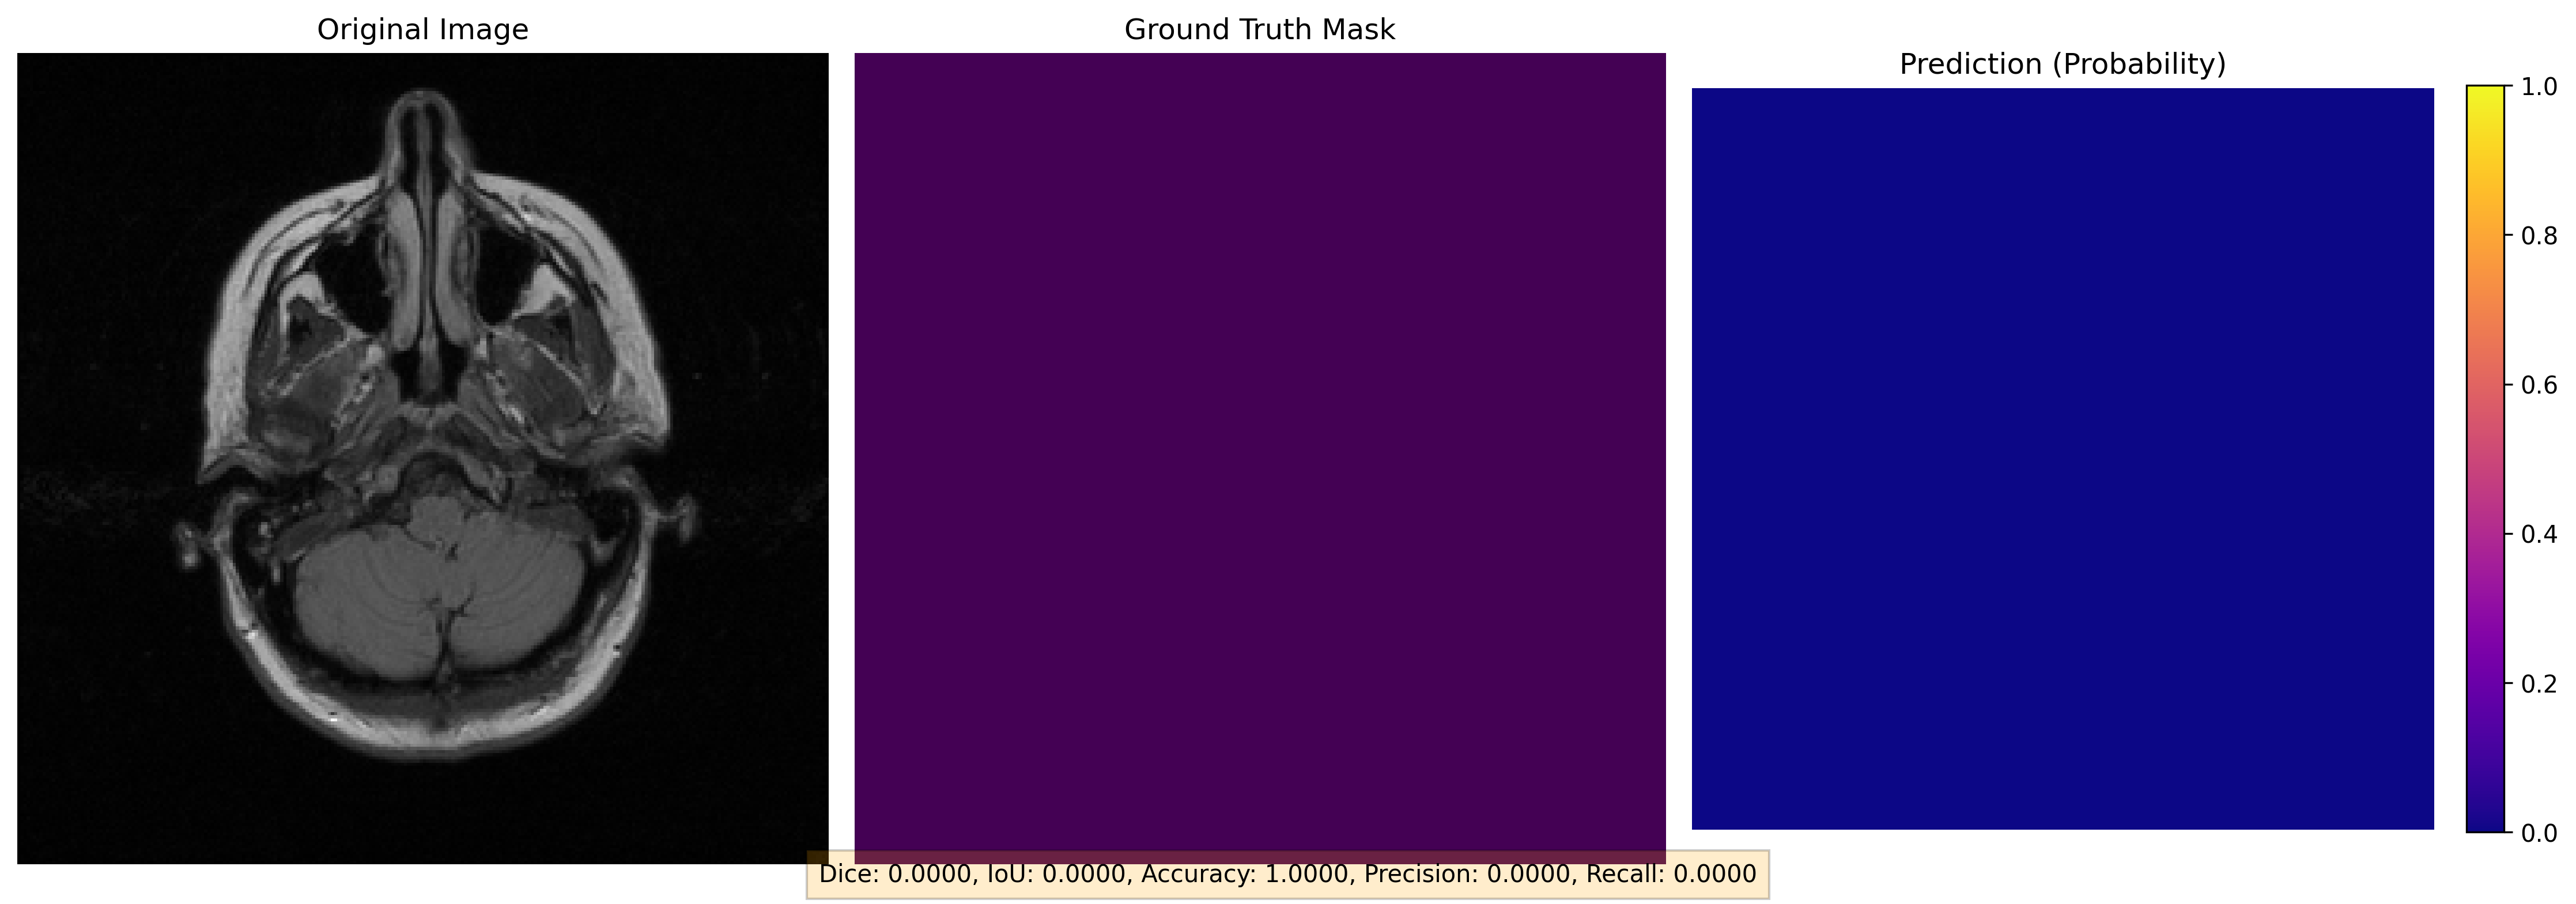 Original Image
Ground Truth Mask
Prediction (Probability)
1.0
0.8
0.6
0.4
0.2
0.0
Dice: 0.0000, IoU: 0.0000, Accuracy: 1.0000, Precision: 0.0000, Recall: 0.0000